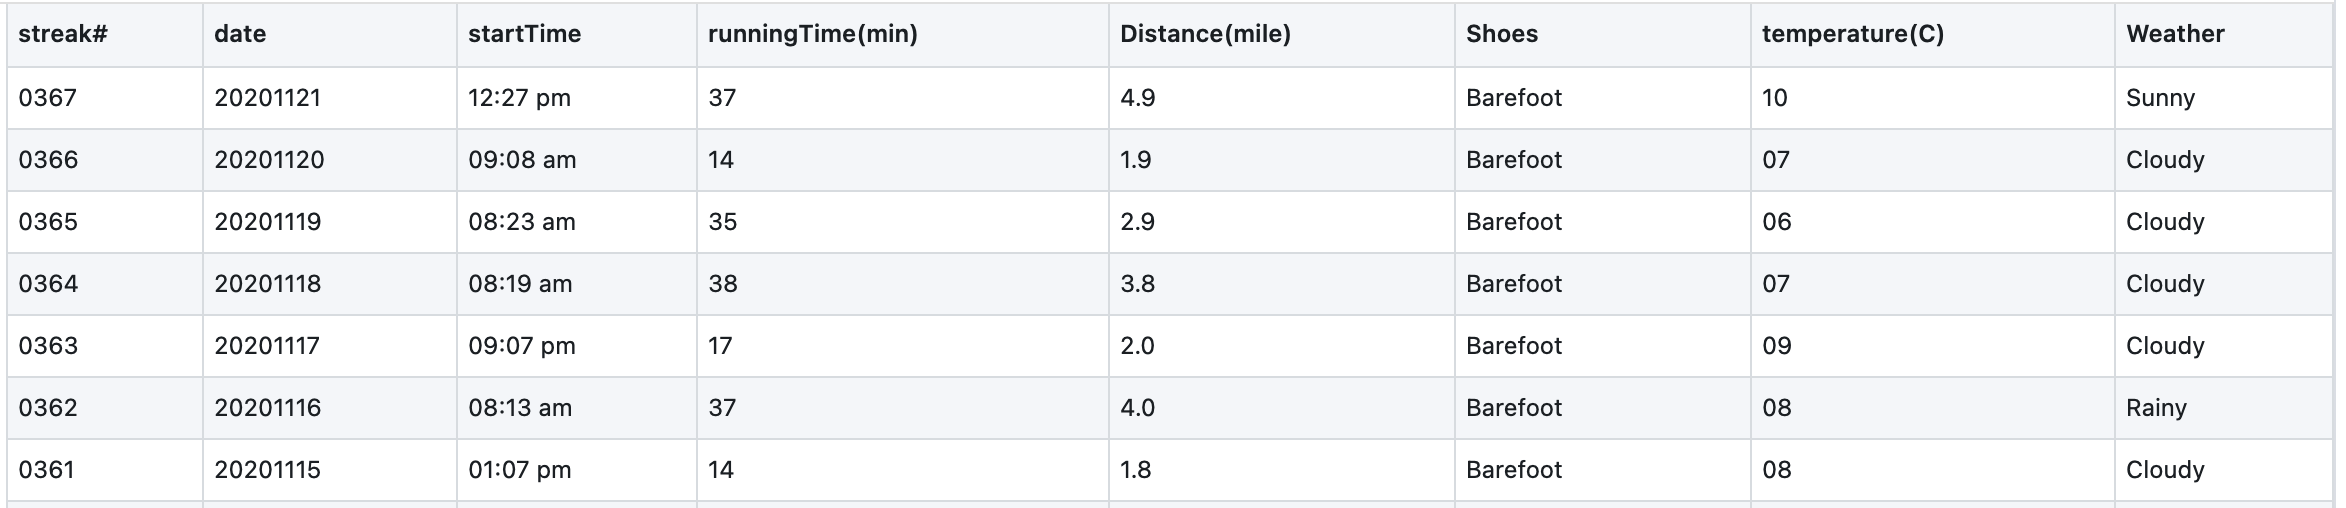 streak# date startTime runningTime(min) Distance(mile) Shoes temperature(C) Weather
0367 20201121 12:27 pm 37 4.9 Barefoot 10 Sunny
0366 20201120 09:08 am 14 1.9 Barefoot 07 Cloudy
0365 20201119 08:23 am 35 2.9 Barefoot 06 Cloudy
0364 20201118 08:19 am 38 3.8 Barefoot 07 Cloudy
0363 20201117 09:07 pm 17 2.0 Barefoot 09 Cloudy
0362 20201116 08:13 am 37 4.0 Barefoot 08 Rainy
0361 20201115 01:07 pm 14 1.8 Barefoot 08 Cloudy